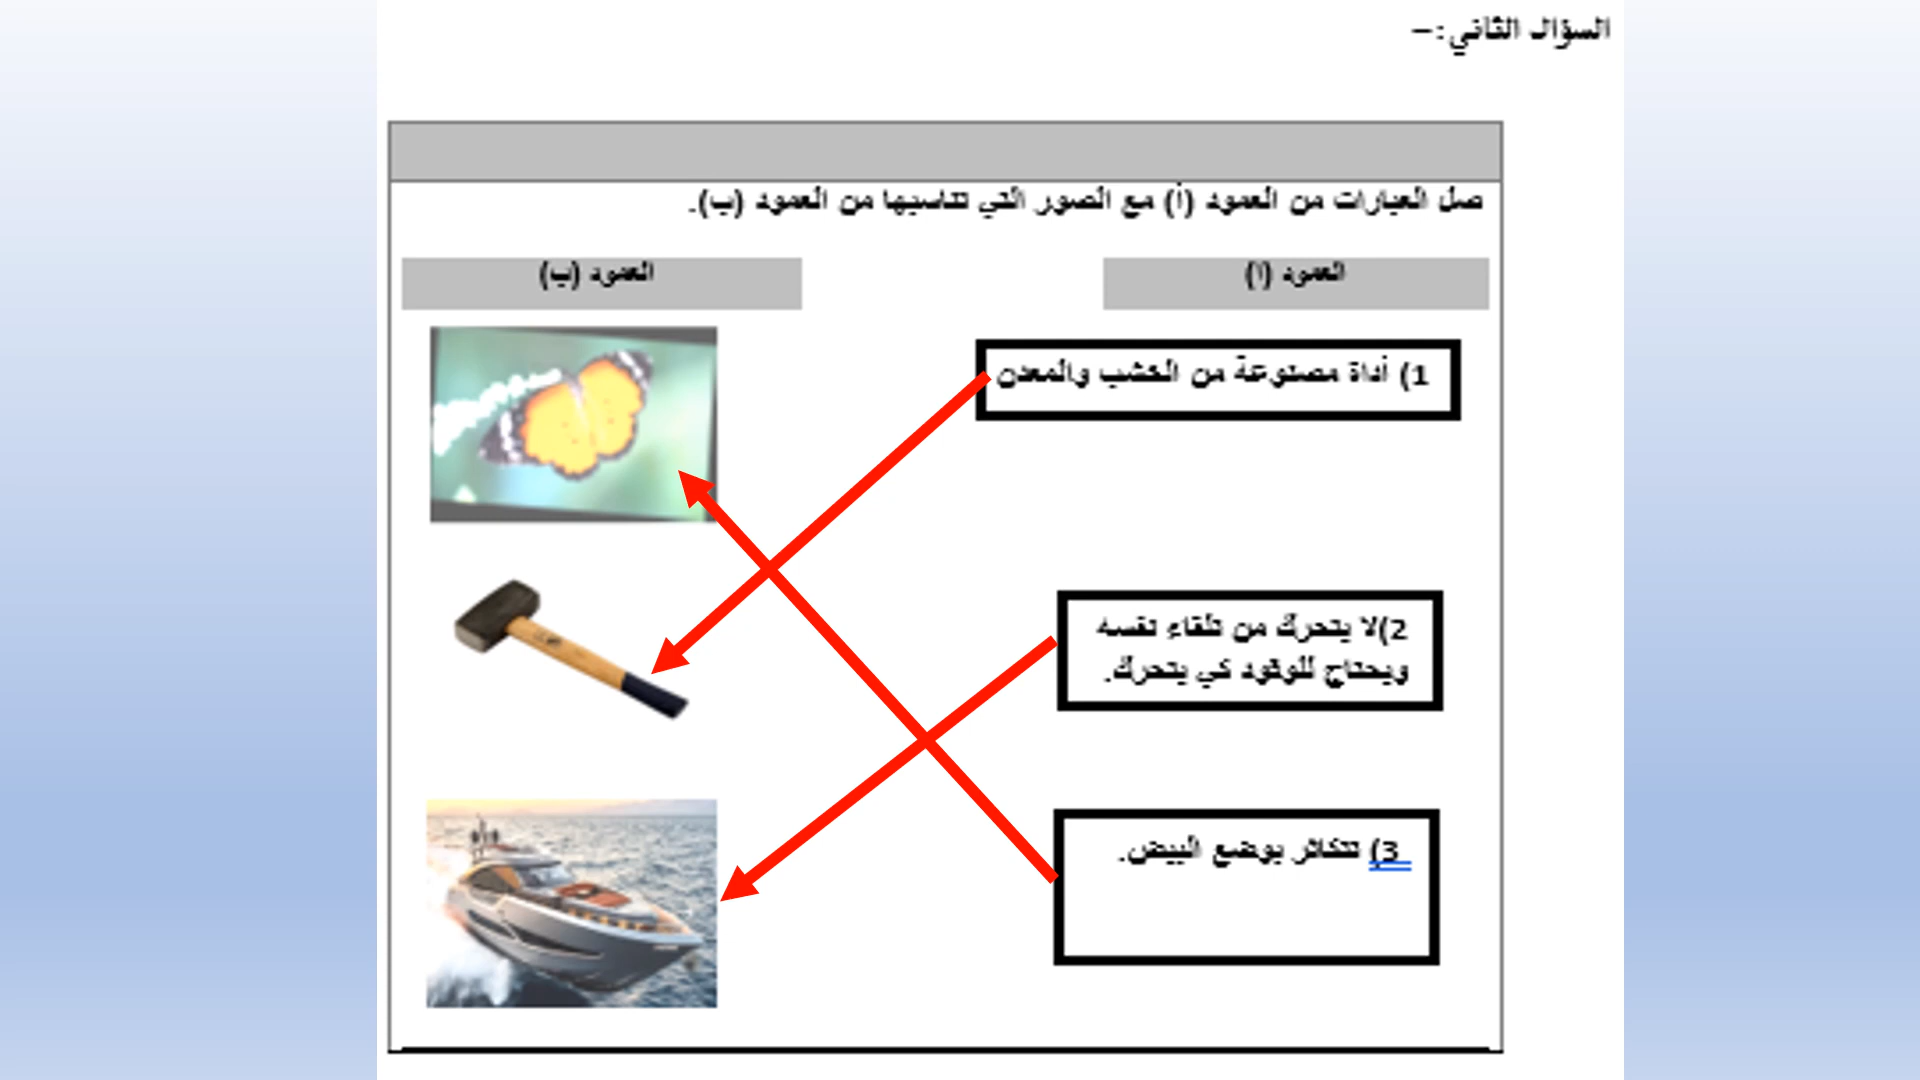 السؤال الثاني:–
صل العبارات من العمود (أ) مع الصور التي تتناسبها من العمود (ب).
العمود (ا)
العمود (ب)
1) أداة مصنوعة من الخشب والمعدن
2)لا يتحرك من تلقاء نفسه
ويحتاج للوقود كي يتحرك.
3) تتكاثر بوضع البيض.